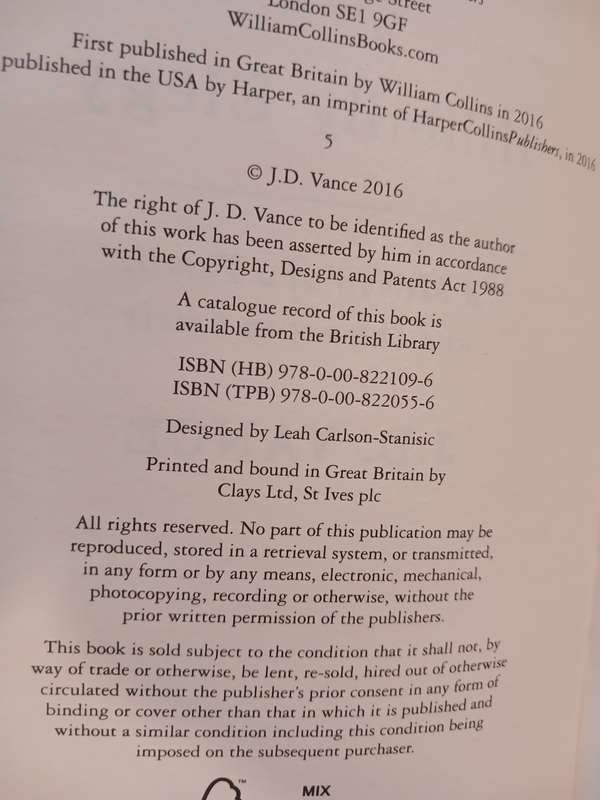 Street
London SE1 9GF
WilliamCollinsBooks.com
First published in Great Britain by William Collins in 2016
published in the USA by Harper, an imprint of HarperCollinsPublishers, in 2016
5
© J.D. Vance 2016
The right of J. D. Vance to be identified as the author
of this work has been asserted by him in accordance
with the Copyright, Designs and Patents Act 1988
A catalogue record of this book is
available from the British Library
ISBN (HB) 978-0-00-822109-6
ISBN (TPB) 978-0-00-822055-6
Designed by Leah Carlson-Stanisic
Printed and bound in Great Britain by
Clays Ltd, St Ives plc
All rights reserved. No part of this publication may be
reproduced, stored in a retrieval system, or transmitted,
in any form or by any means, electronic, mechanical,
photocopying, recording or otherwise, without the
prior written permission of the publishers.
This book is sold subject to the condition that it shall not, by
way of trade or otherwise, be lent, re-sold, hired out of otherwise
circulated without the publisher's prior consent in any form of
binding or cover other than that in which it is published and
without a similar condition including this condition being
imposed on the subsequent purchaser.
™
MIX